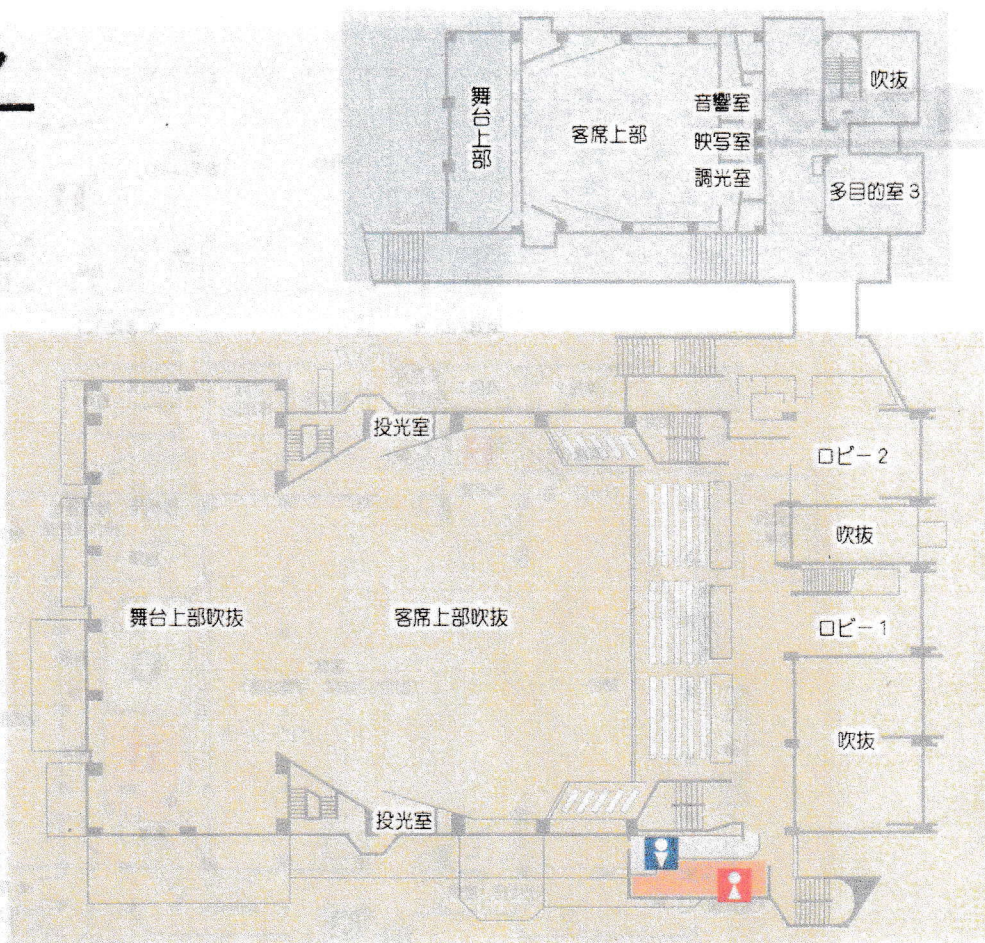 舞台上部
客席上部
音響室
映写室
調光室
吹抜
多目的室3
投光室
ロビー2
吹抜
舞台上部吹抜
客席上部吹抜
ロビー1
吹抜
投光室